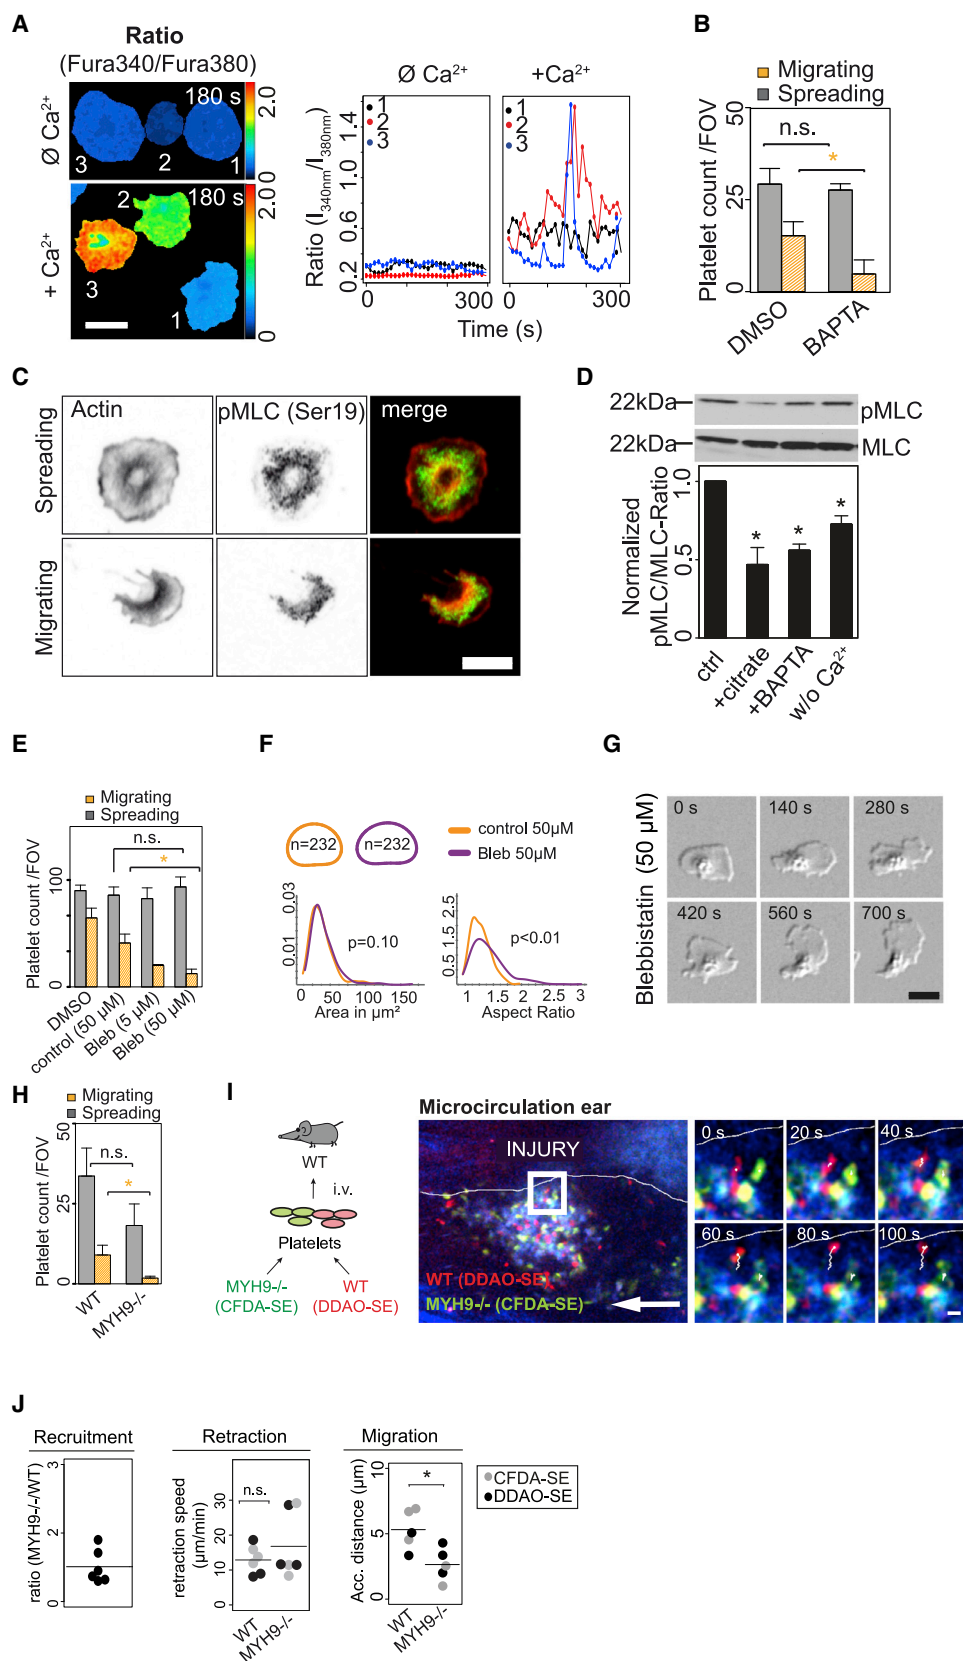 A
Ratio
(Fura340/Fura380)
Ø Ca²⁺
180 s
2.0
0
3
2
1
+ Ca²⁺
180 s
2.00
0
2
3
1
Ø Ca²⁺
+Ca²⁺
1
2
3
1
2
3
Ratio (I340nm/I380nm)
1.4
1.0
0.6
0.2
0
300
0
300
Time (s)
B
Migrating
Spreading
n.s.
*
Platelet count /FOV
50
25
0
DMSO
BAPTA
C
Actin
pMLC (Ser19)
merge
Spreading
Migrating
D
22kDa
pMLC
22kDa
MLC
Normalized
pMLC/MLC-Ratio
1.0
0.5
0
*
*
*
ctrl
+citrate
+BAPTA
w/o Ca²⁺
E
Migrating
Spreading
n.s.
*
Platelet count /FOV
100
0
DMSO
control (50 µM)
Bleb (5 µM)
Bleb (50 µM)
F
n=232
n=232
control 50µM
Bleb 50µM
0.03
0.01
p=0.10
0
50
100
150
Area in µm²
2.5
1.5
0.5
p<0.01
1
1.5
2
2.5
3
Aspect Ratio
G
Blebbistatin (50 µM)
0 s
140 s
280 s
420 s
560 s
700 s
H
Migrating
Spreading
n.s.
*
Platelet count /FOV
50
25
0
WT
MYH9-/-
I
WT
i.v.
Platelets
MYH9-/-
(CFDA-SE)
WT
(DDAO-SE)
Microcirculation ear
INJURY
WT (DDAO-SE)
MYH9-/- (CFDA-SE)
0 s
20 s
40 s
60 s
80 s
100 s
J
Recruitment
ratio (MYH9-/-/WT)
3
2
0
Retraction
retraction speed
(µm/min)
30
20
10
0
n.s.
WT
MYH9-/-
Migration
Acc. distance (µm)
10
5
0
*
WT
MYH9-/-
CFDA-SE
DDAO-SE